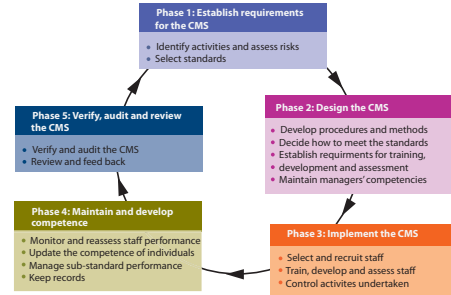 Phase 1: Establish requirements
for the CMS
• Identify activities and assess risks
• Select standards
Phase 2: Design the CMS
• Develop procedures and methods
• Decide how to meet the standards
• Establish requirments for training,
• development and assessment
• Maintain managers' competencies
Phase 3: Implement the CMS
• Select and recruit staff
• Train, develop and assess staff
• Control activites undertaken
Phase 4: Maintain and develop
competence
• Monitor and reassess staff performance
• Update the competence of individuals
• Manage sub-standard performance
• Keep records
Phase 5: Verify, audit and review
the CMS
• Verify and audit the CMS
• Review and feed back